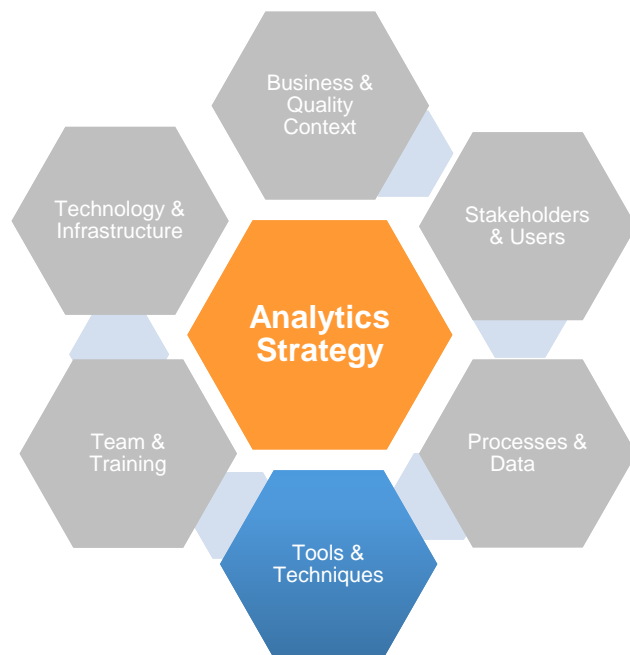 Business &
Quality
Context
Technology &
Infrastructure
Stakeholders
& Users
Analytics
Strategy
Team &
Training
Processes &
Data
Tools &
Techniques